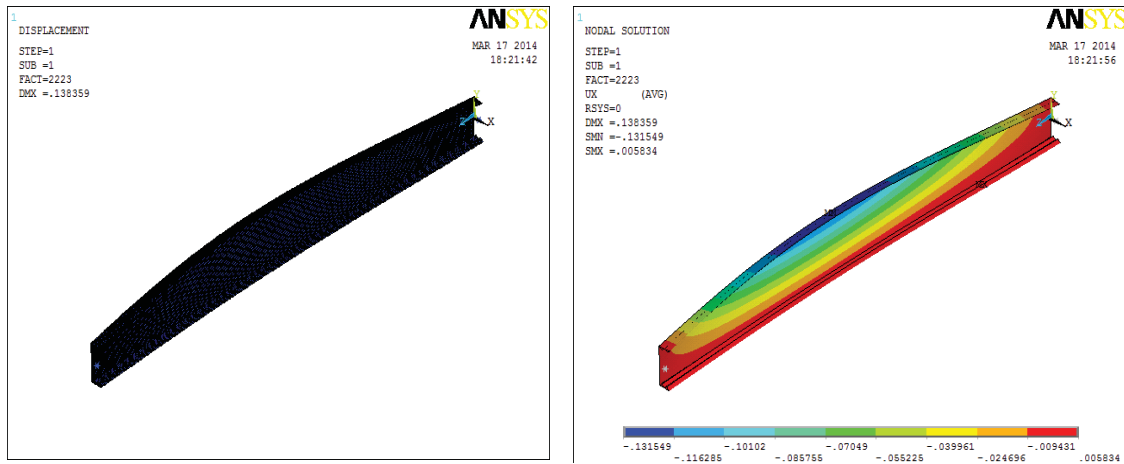 1
ANSYS
DISPLACEMENT
MAR 17 2014
18:21:42
STEP=1
SUB =1
FACT=2223
DMX =.138359
Y
Z
X
1
ANSYS
NODAL SOLUTION
MAR 17 2014
18:21:56
STEP=1
SUB =1
FACT=2223
UX (AVG)
RSYS=0
DMX =.138359
SMN =-.131549
SMX =.005834
Y
Z
X
MX
MN
-.131549 -.10102 -.07049 -.039961 -.009431
-.116285 -.085755 -.055225 -.024696 .005834